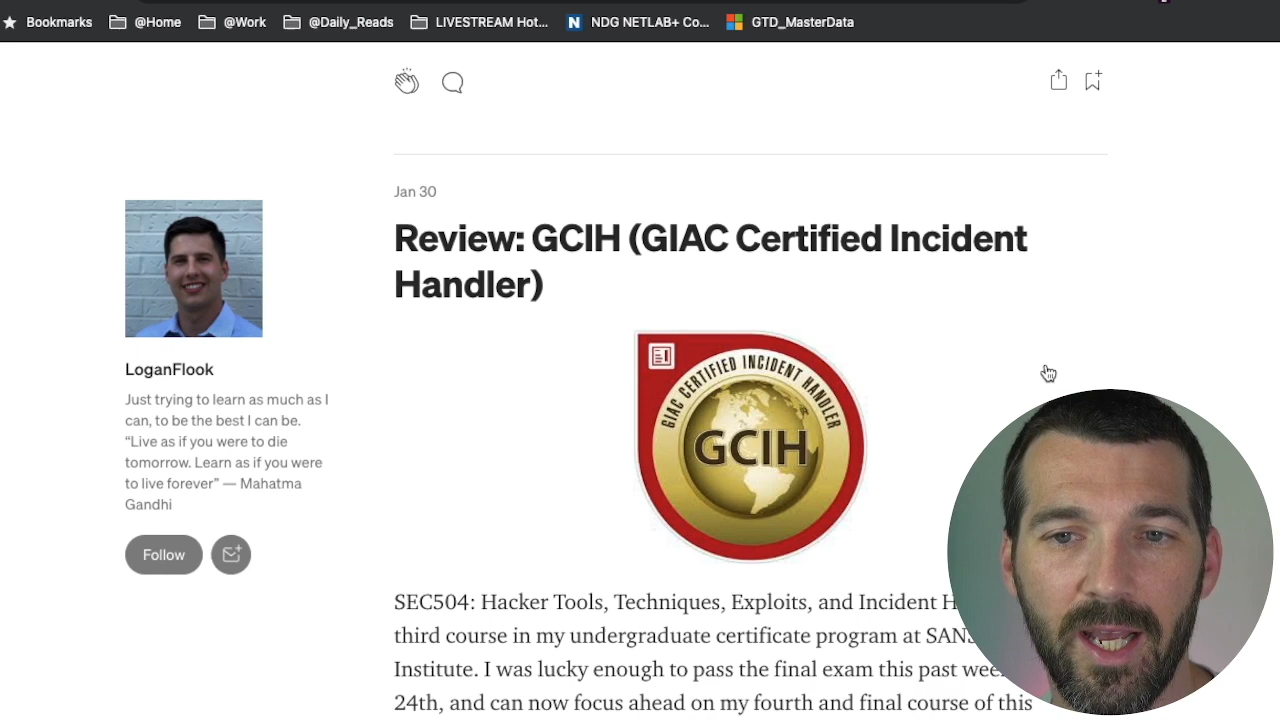 Bookmarks @Home @Work @Daily_Reads LIVESTREAM Hot... N NDG NETLAB+ Co... GTD_MasterData
Jan 30
Review: GCIH (GIAC Certified Incident
Handler)
GIAC CERTIFIED INCIDENT HANDLER
GCIH
LoganFlook
Just trying to learn as much as I
can, to be the best I can be.
“Live as if you were to die
tomorrow. Learn as if you were
to live forever” — Mahatma
Gandhi
Follow
SEC504: Hacker Tools, Techniques, Exploits, and Incident
third course in my undergraduate certificate program at SANS
Institute. I was lucky enough to pass the final exam this past
24th, and can now focus ahead on my fourth and final course of this